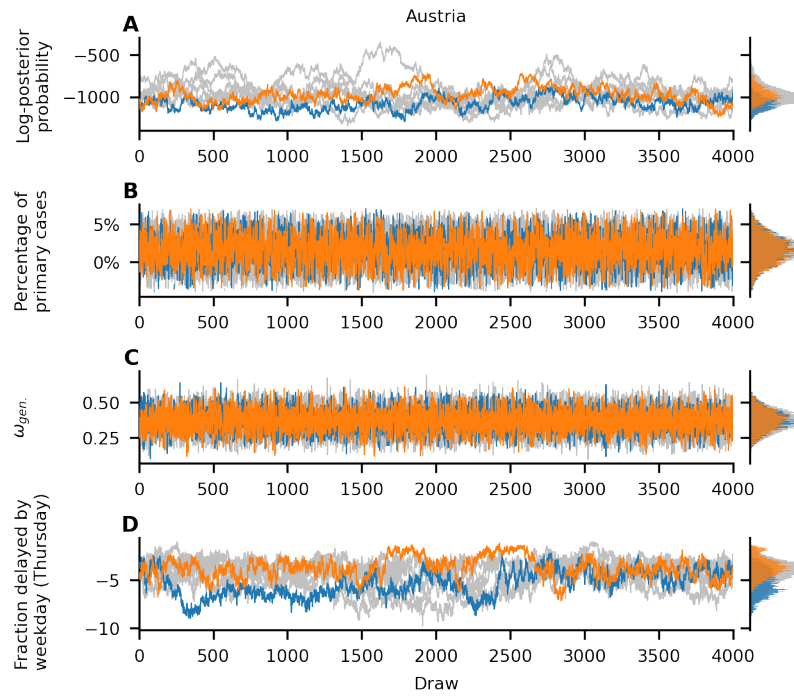 Austria
A
Log-posterior
probability
−500
−1000
0 500 1000 1500 2000 2500 3000 3500 4000
B
Percentage of
primary cases
5%
0%
0 500 1000 1500 2000 2500 3000 3500 4000
C
ω_gen.
0.50
0.25
0 500 1000 1500 2000 2500 3000 3500 4000
D
Fraction delayed by
weekday (Thursday)
−5
−10
0 500 1000 1500 2000 2500 3000 3500 4000
Draw